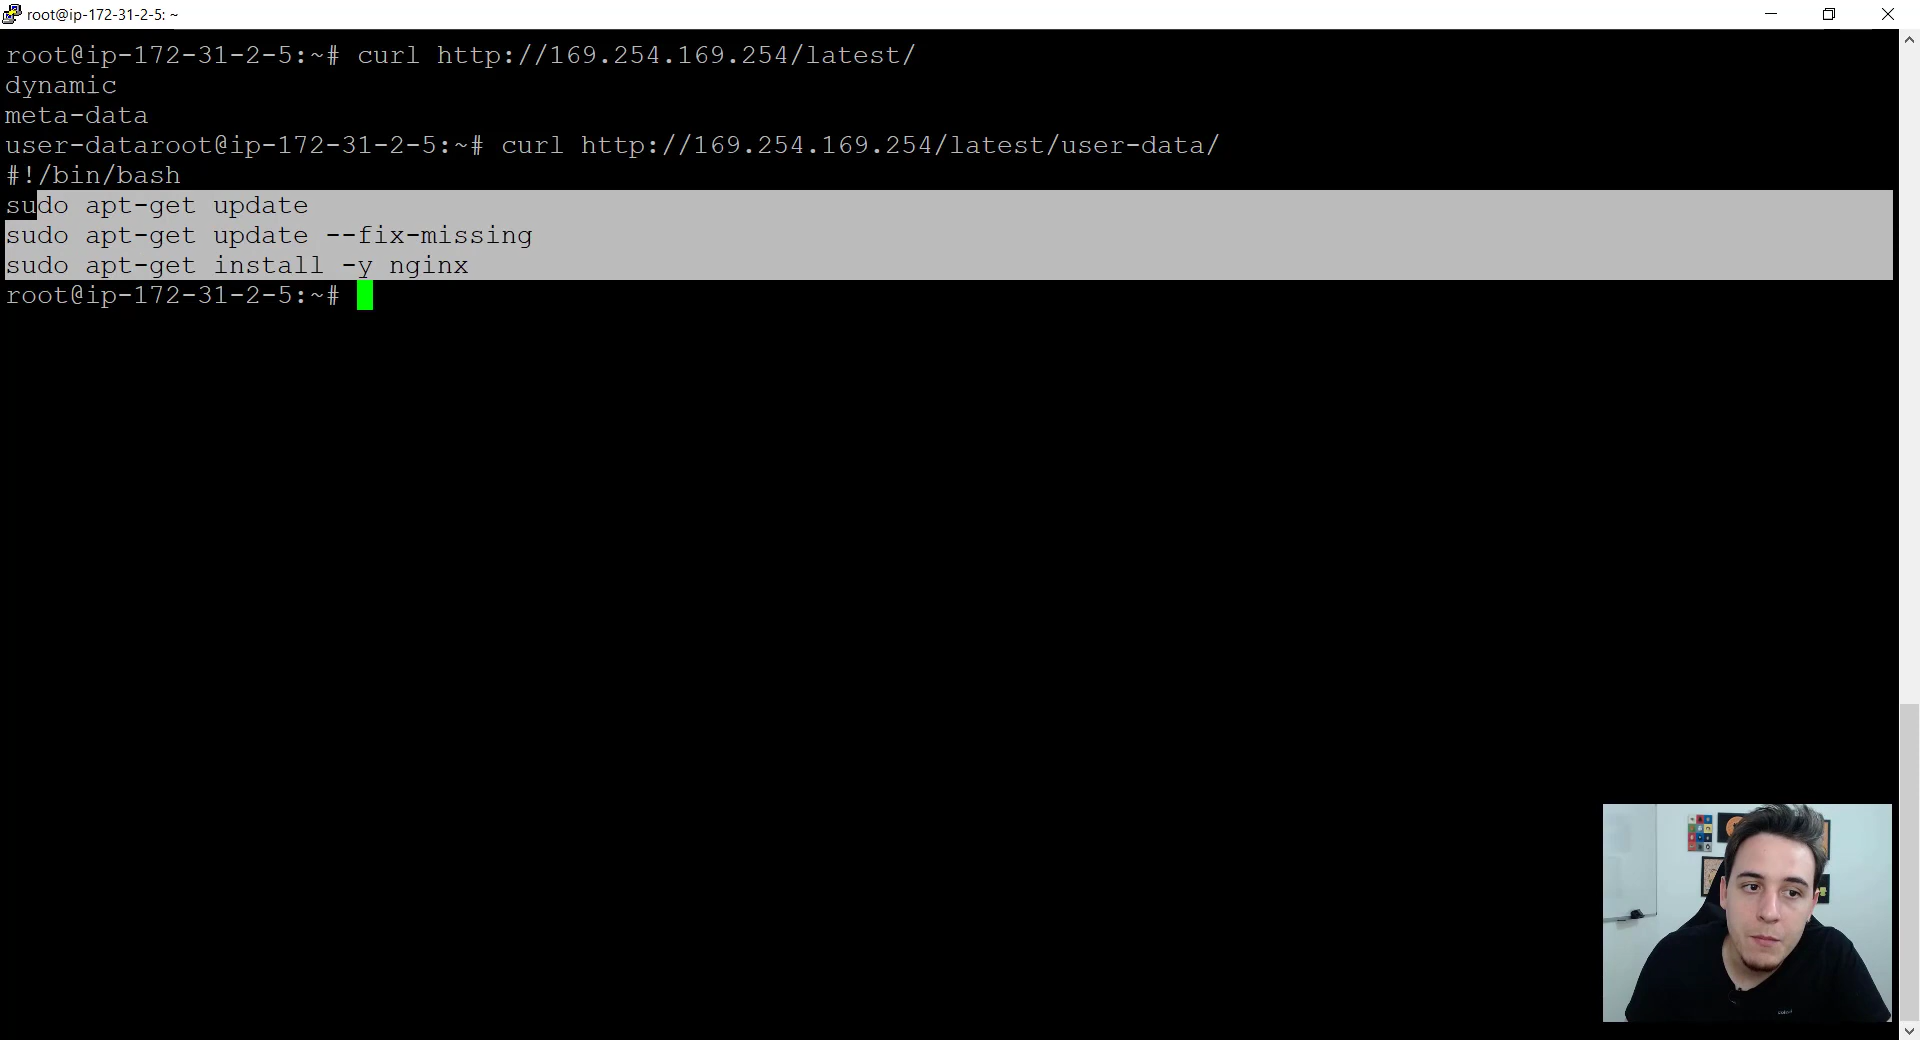 root@ip-172-31-2-5: ~
root@ip-172-31-2-5:~# curl http://169.254.169.254/latest/
dynamic
meta-data
user-dataroot@ip-172-31-2-5:~# curl http://169.254.169.254/latest/user-data/
#!/bin/bash
sudo apt-get update
sudo apt-get update --fix-missing
sudo apt-get install -y nginx
root@ip-172-31-2-5:~#